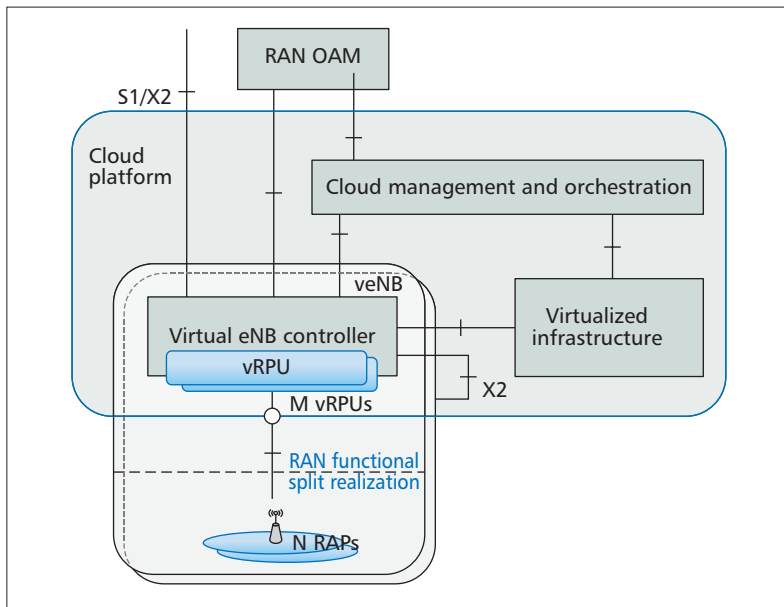 RAN OAM
S1/X2
Cloud
platform
Cloud management and orchestration
veNB
Virtual eNB controller
vRPU
Virtualized
infrastructure
X2
M vRPUs
RAN functional
split realization
N RAPs